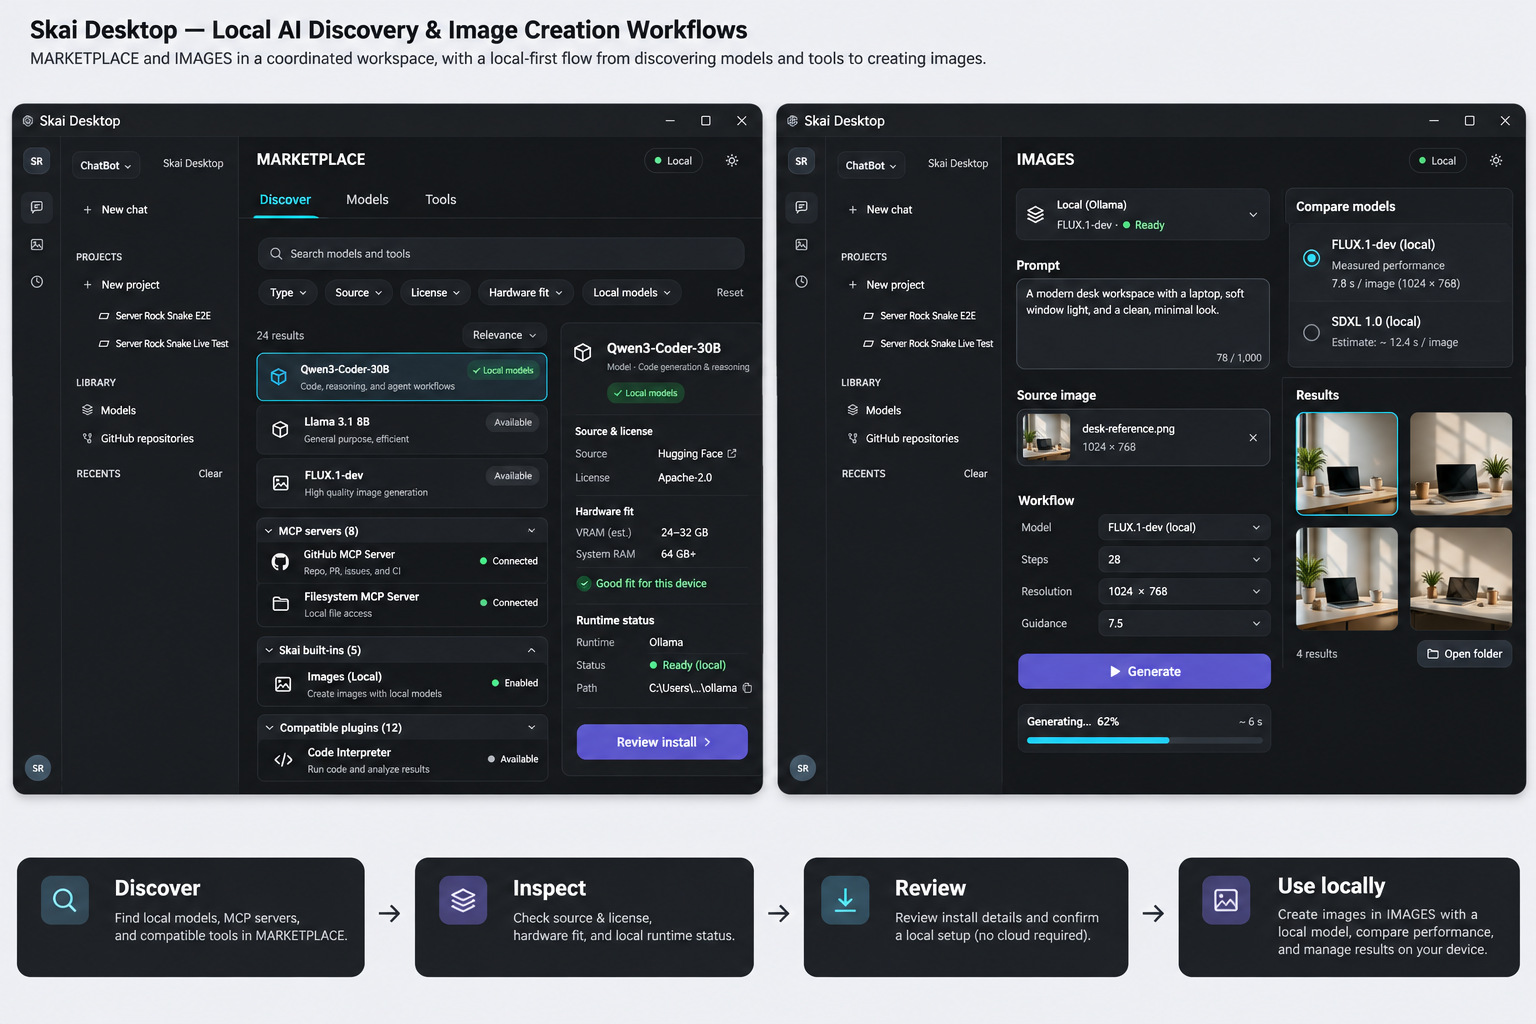 Skai Desktop — Local AI Discovery & Image Creation Workflows
MARKETPLACE and IMAGES in a coordinated workspace, with a local-first flow from discovering models and tools to creating images.
Skai Desktop
SR
ChatBot
Skai Desktop
New chat
PROJECTS
New project
Server Rock Snake E2E
Server Rock Snake Live Test
LIBRARY
Models
GitHub repositories
RECENTS Clear
SR
MARKETPLACE
Local
Discover Models Tools
Search models and tools
Type Source License Hardware fit Local models Reset
24 results
Relevance
Qwen3-Coder-30B
Code, reasoning, and agent workflows
✓ Local models
Llama 3.1 8B
General purpose, efficient
Available
FLUX.1-dev
High quality image generation
Available
MCP servers (8)
GitHub MCP Server
Repo, PR, issues, and CI
Connected
Filesystem MCP Server
Local file access
Connected
Skai built-ins (5)
Images (Local)
Create images with local models
Enabled
Compatible plugins (12)
Code Interpreter
Run code and analyze results
Available
Qwen3-Coder-30B
Model · Code generation & reasoning
✓ Local models
Source & license
Source Hugging Face
License Apache-2.0
Hardware fit
VRAM (est.) 24–32 GB
System RAM 64 GB+
Good fit for this device
Runtime status
Runtime Ollama
Status Ready (local)
Path C:\Users\...\ollama
Review install
Skai Desktop
SR
ChatBot
Skai Desktop
New chat
PROJECTS
New project
Server Rock Snake E2E
Server Rock Snake Live Test
LIBRARY
Models
GitHub repositories
RECENTS Clear
SR
IMAGES
Local
Local (Ollama)
FLUX.1-dev · Ready
Prompt
A modern desk workspace with a laptop, soft
window light, and a clean, minimal look.
78 / 1,000
Source image
desk-reference.png
1024 × 768
Workflow
Model FLUX.1-dev (local)
Steps 28
Resolution 1024 × 768
Guidance 7.5
Generate
Generating... 62% ~ 6 s
Compare models
FLUX.1-dev (local)
Measured performance
7.8 s / image (1024 × 768)
SDXL 1.0 (local)
Estimate: ~ 12.4 s / image
Results
4 results
Open folder
Discover
Find local models, MCP servers,
and compatible tools in MARKETPLACE.
Inspect
Check source & license,
hardware fit, and local runtime status.
Review
Review install details and confirm
a local setup (no cloud required).
Use locally
Create images in IMAGES with a
local model, compare performance,
and manage results on your device.